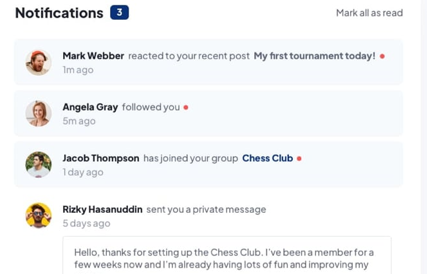 Notifications 3
Mark all as read
Mark Webber reacted to your recent post My first tournament today!
1m ago
Angela Gray followed you
5m ago
Jacob Thompson has joined your group Chess Club
1 day ago
Rizky Hasanuddin sent you a private message
5 days ago
Hello, thanks for setting up the Chess Club. I've been a member for a
few weeks now and I'm already having lots of fun and improving my